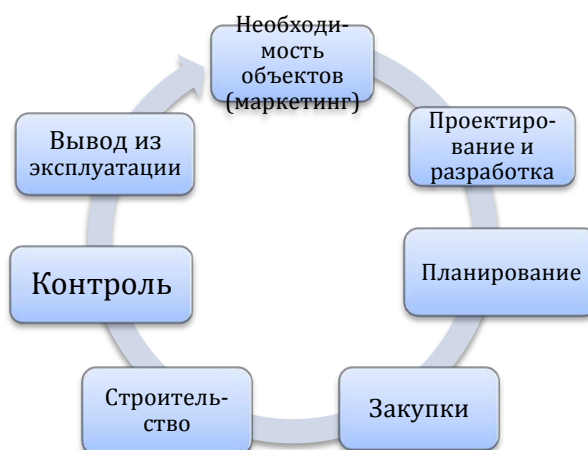 Необходи-
мость
объектов
(маркетинг)
Проектиро-
вание и
разработка
Планирование
Закупки
Строитель-
ство
Контроль
Вывод из
эксплуатации